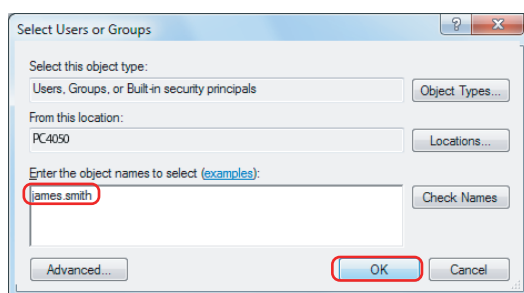 Select Users or Groups
Select this object type:
Users, Groups, or Built-in security principals
Object Types...
From this location:
PC4050
Locations...
Enter the object names to select (examples):
james.smith
Check Names
Advanced...
OK
Cancel